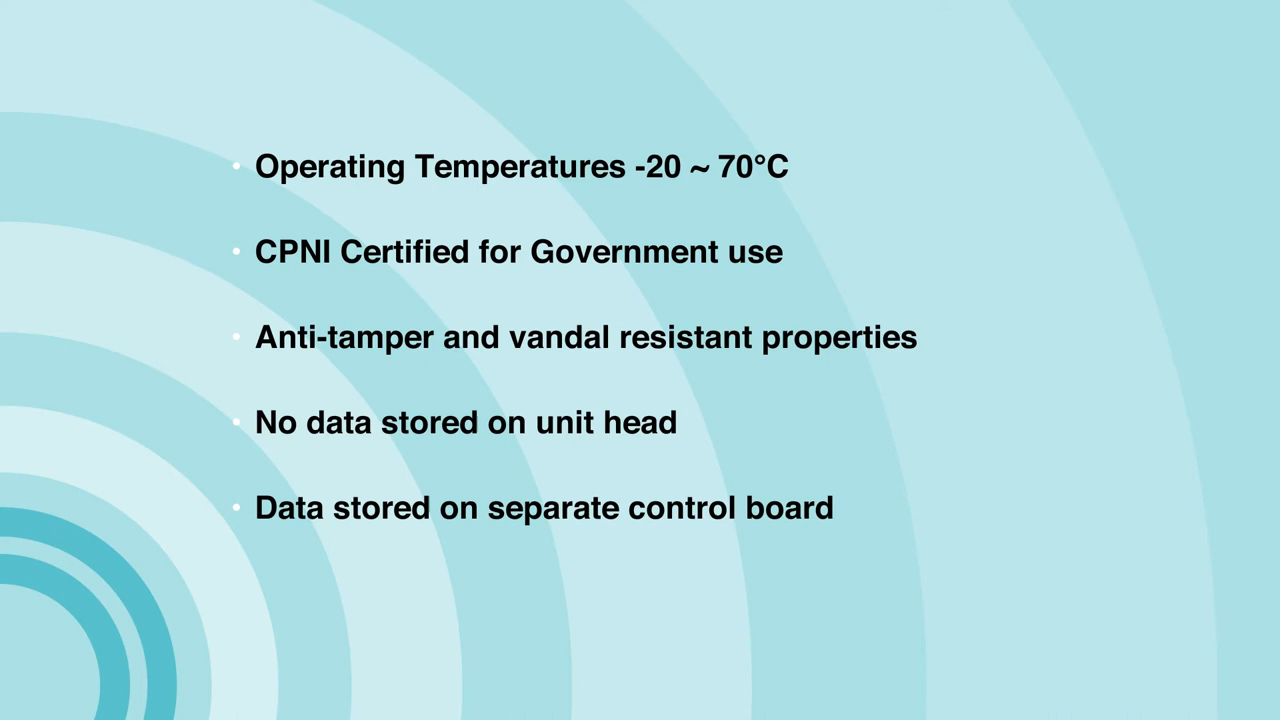 • Operating Temperatures -20 ~ 70°C
• CPNI Certified for Government use
• Anti-tamper and vandal resistant properties
• No data stored on unit head
• Data stored on separate control board